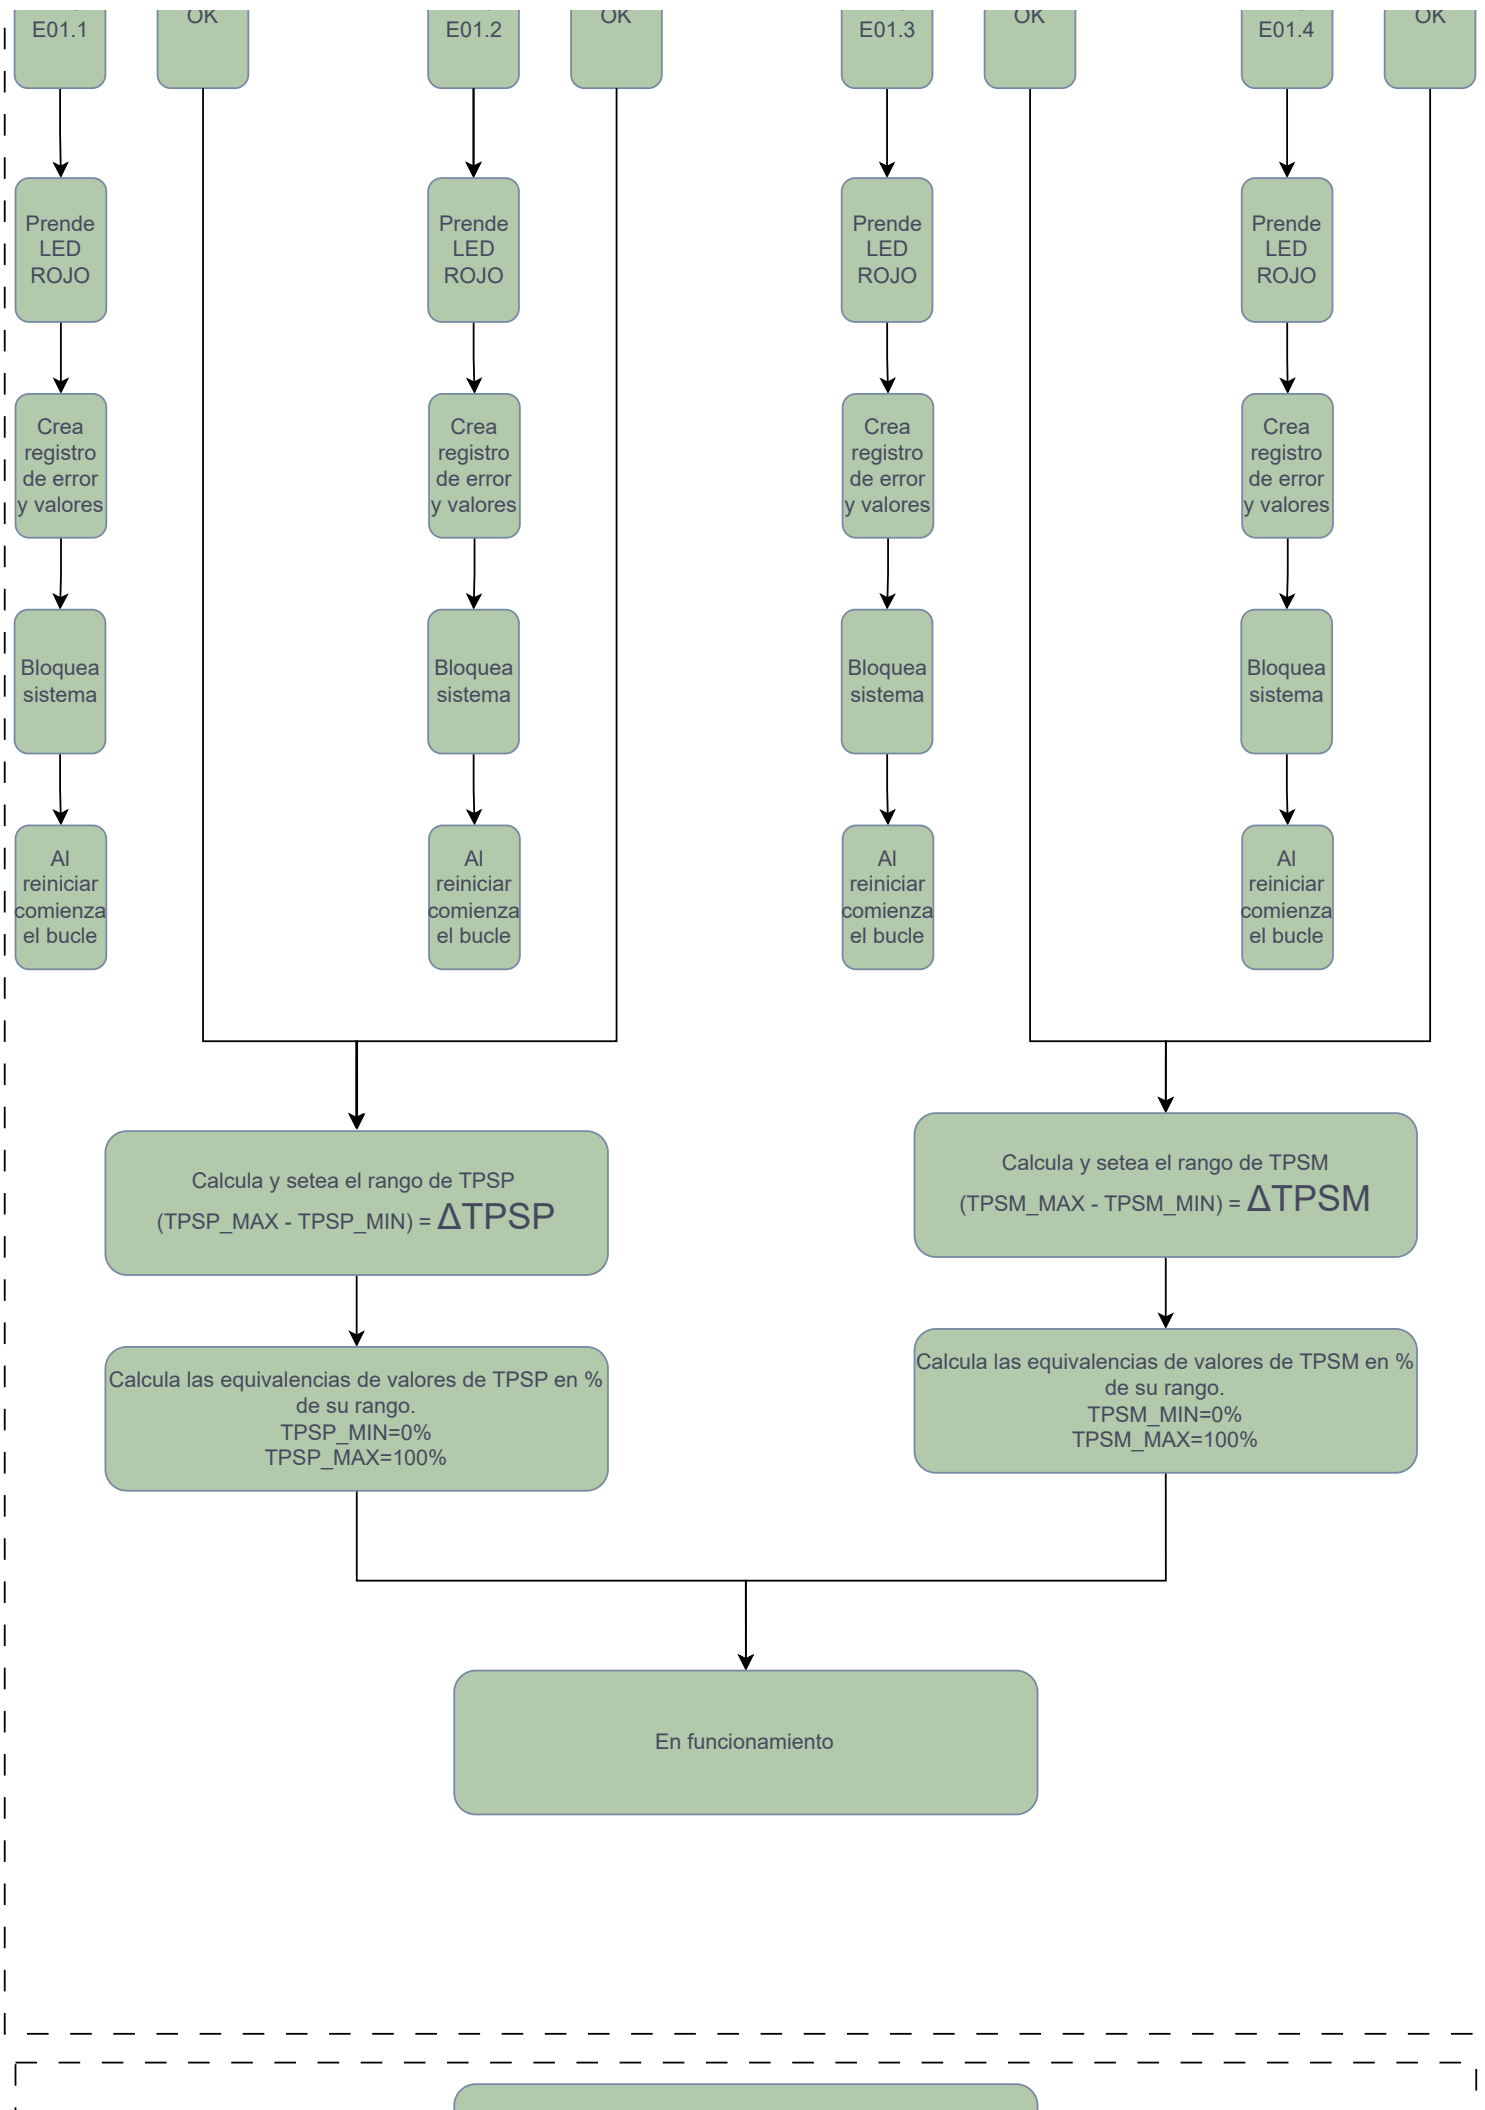 E01.1
OK
E01.2
OK
E01.3
OK
E01.4
OK
Prende
LED
ROJO
Prende
LED
ROJO
Prende
LED
ROJO
Prende
LED
ROJO
Crea
registro
de error
y valores
Crea
registro
de error
y valores
Crea
registro
de error
y valores
Crea
registro
de error
y valores
Bloquea
sistema
Bloquea
sistema
Bloquea
sistema
Bloquea
sistema
Al
reiniciar
comienza
el bucle
Al
reiniciar
comienza
el bucle
Al
reiniciar
comienza
el bucle
Al
reiniciar
comienza
el bucle
Calcula y setea el rango de TPSP
(TPSP_MAX - TPSP_MIN) = ΔTPSP
Calcula y setea el rango de TPSM
(TPSM_MAX - TPSM_MIN) = ΔTPSM
Calcula las equivalencias de valores de TPSP en %
de su rango.
TPSP_MIN=0%
TPSP_MAX=100%
Calcula las equivalencias de valores de TPSM en %
de su rango.
TPSM_MIN=0%
TPSM_MAX=100%
En funcionamiento